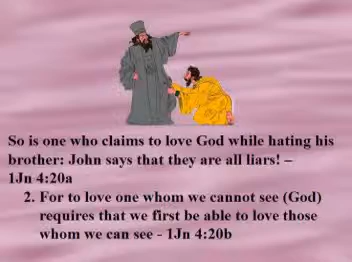 So is one who claims to love God while hating his
brother: John says that they are all liars! –
1Jn 4:20a
2. For to love one whom we cannot see (God)
requires that we first be able to love those
whom we can see - 1Jn 4:20b